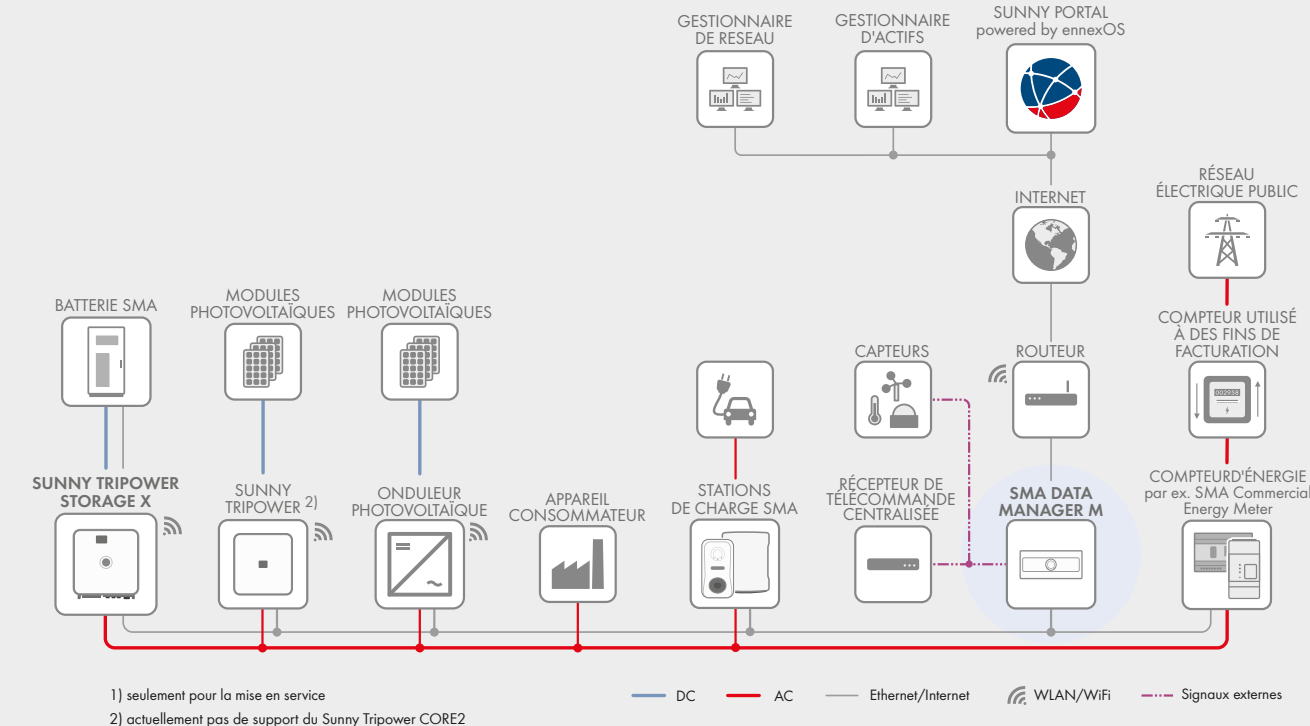 GESTIONNAIRE
DE RESEAU
GESTIONNAIRE
D'ACTIFS
SUNNY PORTAL
powered by ennexOS
INTERNET
RÉSEAU
ÉLECTRIQUE PUBLIC
BATTERIE SMA
MODULES
PHOTOVOLTAÏQUES
MODULES
PHOTOVOLTAÏQUES
CAPTEURS
ROUTEUR
COMPTEUR UTILISÉ
À DES FINS DE
FACTURATION
SUNNY TRIPOWER
STORAGE X
SUNNY
TRIPOWER 2)
ONDULEUR
PHOTOVOLTAÏQUE
APPAREIL
CONSOMMATEUR
STATIONS
DE CHARGE SMA
RÉCEPTEUR DE
TÉLÉCOMMANDE
CENTRALISÉE
SMA DATA
MANAGER M
COMPTEURD'ÉNERGIE
par ex. SMA Commercial
Energy Meter
1) seulement pour la mise en service
2) actuellement pas de support du Sunny Tripower CORE2
DC
AC
Ethernet/Internet
WLAN/WiFi
Signaux externes